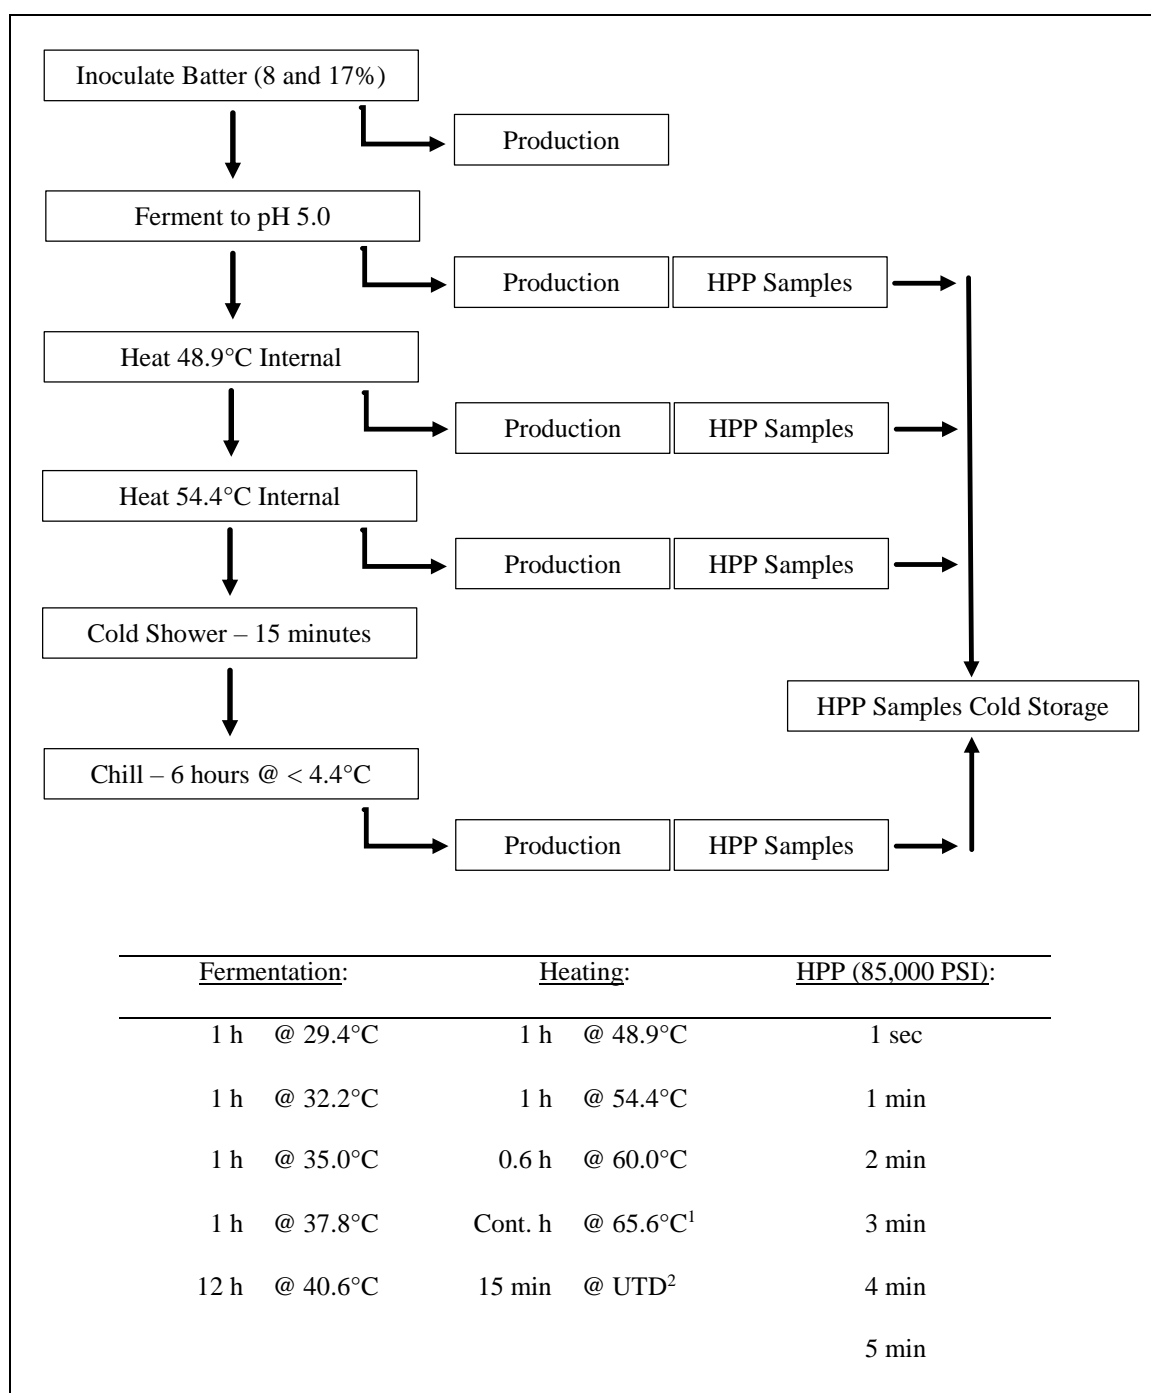 Inoculate Batter (8 and 17%)
Production
Ferment to pH 5.0
Production HPP Samples
Heat 48.9°C Internal
Production HPP Samples
Heat 54.4°C Internal
Production HPP Samples
Cold Shower – 15 minutes
HPP Samples Cold Storage
Chill – 6 hours @ < 4.4°C
Production HPP Samples
Fermentation: Heating: HPP (85,000 PSI):
1 h @ 29.4°C 1 h @ 48.9°C 1 sec
1 h @ 32.2°C 1 h @ 54.4°C 1 min
1 h @ 35.0°C 0.6 h @ 60.0°C 2 min
1 h @ 37.8°C Cont. h @ 65.6°C¹ 3 min
12 h @ 40.6°C 15 min @ UTD² 4 min
5 min